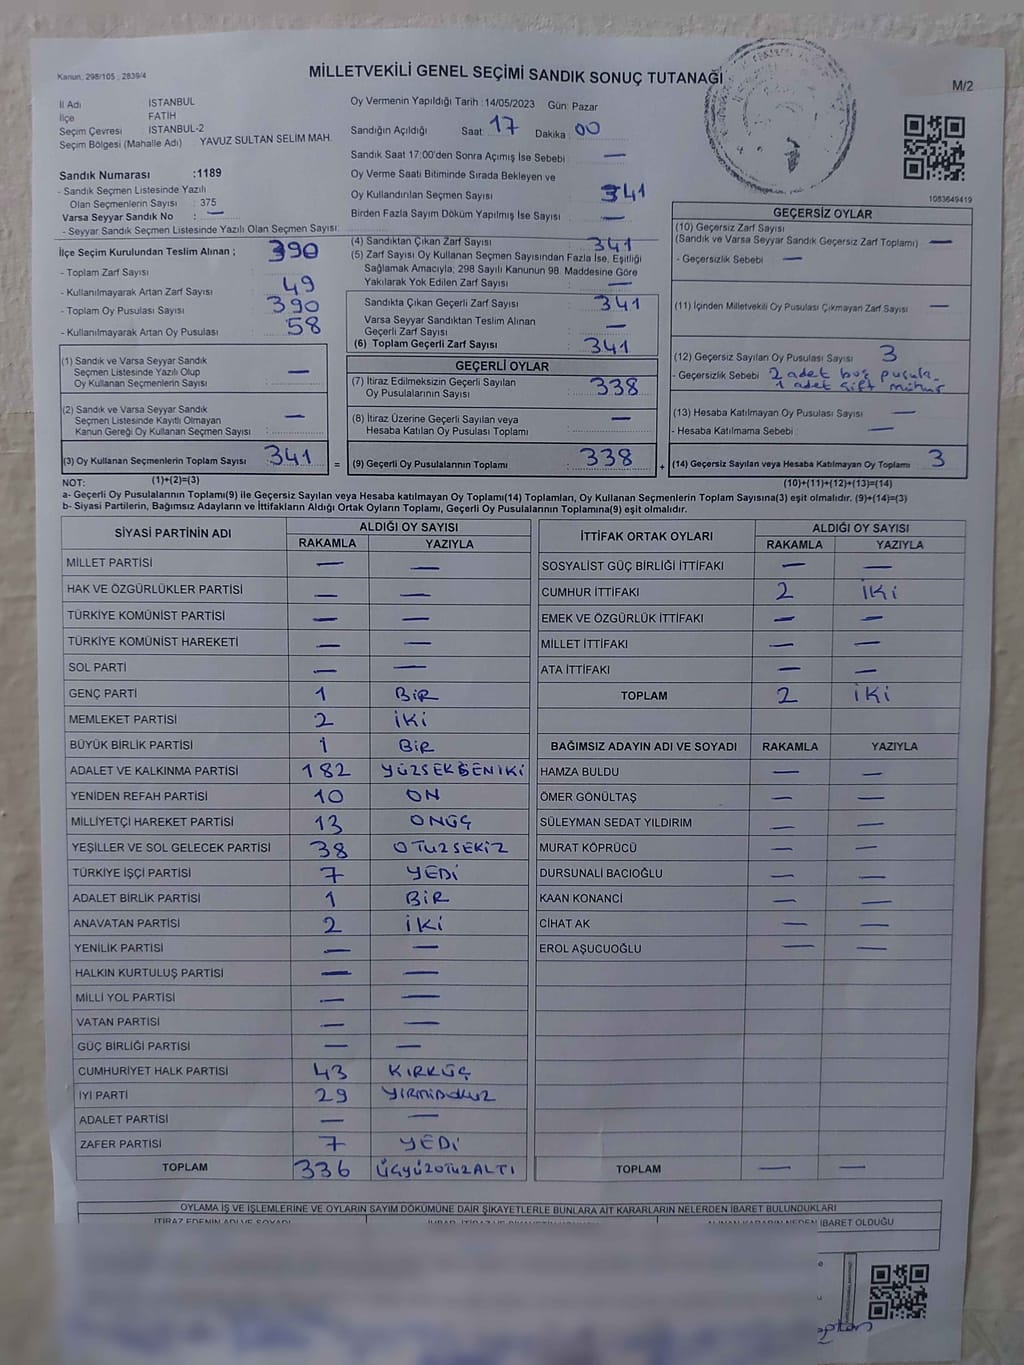 Kanun, 298/105 , 2839/4
MİLLETVEKİLİ GENEL SEÇİMİ SANDIK SONUÇ TUTANAĞI
M/2
İl Adı İSTANBUL
İlçe FATİH
Seçim Çevresi İSTANBUL-2
Seçim Bölgesi (Mahalle Adı) YAVUZ SULTAN SELİM MAH.
Sandık Numarası :1189
- Sandık Seçmen Listesinde Yazılı
Olan Seçmenlerin Sayısı : 375
Varsa Seyyar Sandık No : —
- Seyyar Sandık Seçmen Listesinde Yazılı Olan Seçmen Sayısı:
Oy Vermenin Yapıldığı Tarih : 14/05/2023 Gün: Pazar
Sandığın Açıldığı Saat : 17 Dakika : 00
Sandık Saat 17:00'den Sonra Açımış İse Sebebi : —
Oy Verme Saati Bitiminde Sırada Bekleyen ve
Oy Kullandırılan Seçmen Sayısı : 341
Birden Fazla Sayım Döküm Yapılmış İse Sayısı : —
1083649419
İlçe Seçim Kurulundan Teslim Alınan ;
- Toplam Zarf Sayısı : 390
- Kullanılmayarak Artan Zarf Sayısı : 49
- Toplam Oy Pusulası Sayısı : 390
- Kullanılmayarak Artan Oy Pusulası : 58
(1) Sandık ve Varsa Seyyar Sandık
Seçmen Listesinde Yazılı Olup
Oy Kullanan Seçmenlerin Sayısı : —
(2) Sandık ve Varsa Seyyar Sandık
Seçmen Listesinde Kayıtlı Olmayan
Kanun Gereği Oy Kullanan Seçmen Sayısı : —
(3) Oy Kullanan Seçmenlerin Toplam Sayısı : 341
(4) Sandıktan Çıkan Zarf Sayısı : 341
(5) Zarf Sayısı Oy Kullanan Seçmen Sayısından Fazla İse, Eşitliği
Sağlamak Amacıyla, 298 Sayılı Kanunun 98. Maddesine Göre
Yakılarak Yok Edilen Zarf Sayısı : —
Sandıkta Çıkan Geçerli Zarf Sayısı : 341
Varsa Seyyar Sandıktan Teslim Alınan
Geçerli Zarf Sayısı : —
(6) Toplam Geçerli Zarf Sayısı : 341
GEÇERLİ OYLAR
(7) İtiraz Edilmeksizin Geçerli Sayılan
Oy Pusulalarının Sayısı : 338
(8) İtiraz Üzerine Geçerli Sayılan veya
Hesaba Katılan Oy Pusulası Toplamı : —
= (9) Geçerli Oy Pusulalarının Toplamı : 338
GEÇERSİZ OYLAR
(10) Geçersiz Zarf Sayısı
(Sandık ve Varsa Seyyar Sandık Geçersiz Zarf Toplamı) : —
- Geçersizlik Sebebi : —
(11) İçinden Milletvekili Oy Pusulası Çıkmayan Zarf Sayısı : —
(12) Geçersiz Sayılan Oy Pusulası Sayısı : 3
- Geçersizlik Sebebi : 2 adet boş pusula
1 adet çift mühür
(13) Hesaba Katılmayan Oy Pusulası Sayısı : —
- Hesaba Katılmama Sebebi : —
+ (14) Geçersiz Sayılan veya Hesaba Katılmayan Oy Toplamı : 3
NOT: (1)+(2)=(3) (10)+(11)+(12)+(13)=(14)
a- Geçerli Oy Pusulalarının Toplamı(9) ile Geçersiz Sayılan veya Hesaba katılmayan Oy Toplamı(14) Toplamları, Oy Kullanan Seçmenlerin Toplam Sayısına(3) eşit olmalıdır. (9)+(14)=(3)
b- Siyasi Partilerin, Bağımsız Adayların ve İttifakların Aldığı Ortak Oyların Toplamı, Geçerli Oy Pusulalarının Toplamına(9) eşit olmalıdır.
SİYASİ PARTİNİN ADI ALDIĞI OY SAYISI
RAKAMLA YAZIYLA
MİLLET PARTİSİ — —
HAK VE ÖZGÜRLÜKLER PARTİSİ — —
TÜRKİYE KOMÜNİST PARTİSİ — —
TÜRKİYE KOMÜNİST HAREKETİ — —
SOL PARTİ — —
GENÇ PARTİ 1 BİR
MEMLEKET PARTİSİ 2 İKİ
BÜYÜK BİRLİK PARTİSİ 1 BİR
ADALET VE KALKINMA PARTİSİ 182 YÜZSEKSENİKİ
YENİDEN REFAH PARTİSİ 10 ON
MİLLİYETÇİ HAREKET PARTİSİ 13 ONÜÇ
YEŞİLLER VE SOL GELECEK PARTİSİ 38 OTUZSEKİZ
TÜRKİYE İŞÇİ PARTİSİ 7 YEDİ
ADALET BİRLİK PARTİSİ 1 BİR
ANAVATAN PARTİSİ 2 İKİ
YENİLİK PARTİSİ — —
HALKIN KURTULUŞ PARTİSİ — —
MİLLİ YOL PARTİSİ — —
VATAN PARTİSİ — —
GÜÇ BİRLİĞİ PARTİSİ — —
CUMHURİYET HALK PARTİSİ 43 KIRKÜÇ
İYİ PARTİ 29 YİRMİDOKUZ
ADALET PARTİSİ — —
ZAFER PARTİSİ 7 YEDİ
TOPLAM 336 ÜÇYÜZOTUZALTI
İTTİFAK ORTAK OYLARI ALDIĞI OY SAYISI
RAKAMLA YAZIYLA
SOSYALİST GÜÇ BİRLİĞİ İTTİFAKI — —
CUMHUR İTTİFAKI 2 İKİ
EMEK VE ÖZGÜRLÜK İTTİFAKI — —
MİLLET İTTİFAKI — —
ATA İTTİFAKI — —
TOPLAM 2 İKİ
BAĞIMSIZ ADAYIN ADI VE SOYADI RAKAMLA YAZIYLA
HAMZA BULDU — —
ÖMER GÖNÜLTAŞ — —
SÜLEYMAN SEDAT YILDIRIM — —
MURAT KÖPRÜCÜ — —
DURSUNALİ BACIOĞLU — —
KAAN KONANCİ — —
CİHAT AK — —
EROL AŞUCUOĞLU — —
TOPLAM — —
OYLAMA İŞ VE İŞLEMLERİNE VE OYLARIN SAYIM DÖKÜMÜNE DAİR ŞİKAYETLERLE BUNLARA AİT KARARLARIN NELERDEN İBARET BULUNDUKLARI
İTİRAZ EDENİN ADI VE SOYADI
İBARET OLDUĞU